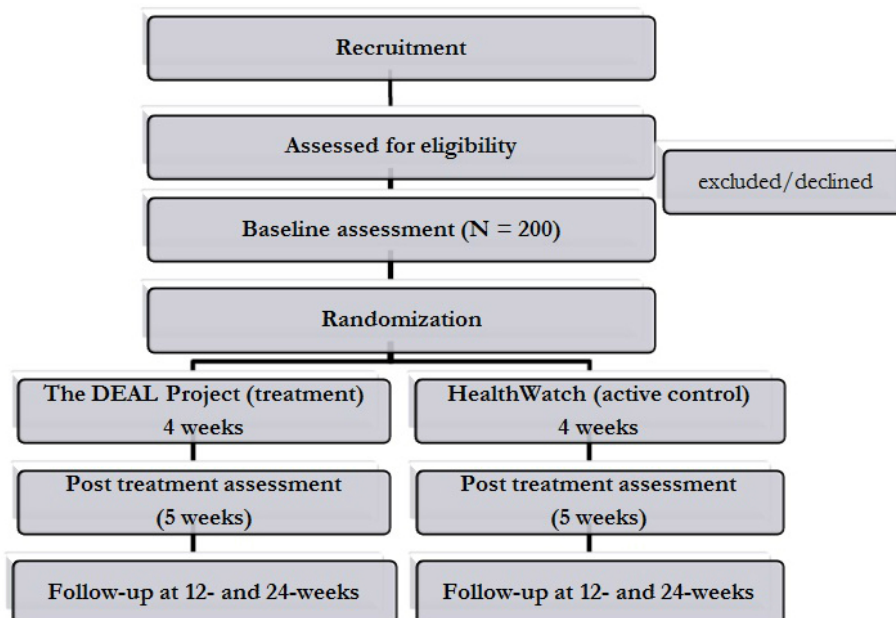 Recruitment
Assessed for eligibility
excluded/declined
Baseline assessment (N = 200)
Randomization
The DEAL Project (treatment)
4 weeks
HealthWatch (active control)
4 weeks
Post treatment assessment
(5 weeks)
Post treatment assessment
(5 weeks)
Follow-up at 12- and 24-weeks
Follow-up at 12- and 24-weeks